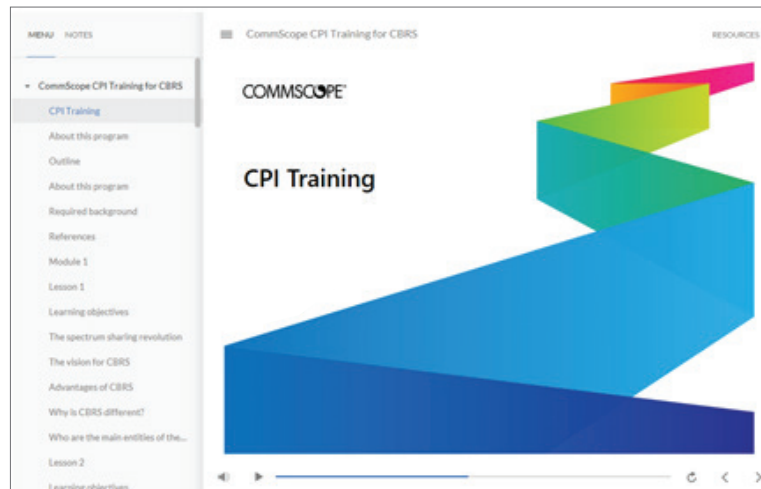 MENU NOTES
CommScope CPI Training for CBRS
CPI Training
About this program
Outline
About this program
Required background
References
Module 1
Lesson 1
Learning objectives
The spectrum sharing revolution
The vision for CBRS
Advantages of CBRS
Why is CBRS different?
Who are the main entities of the...
Lesson 2
Learning objectives
CommScope CPI Training for CBRS
RESOURCES
COMMSCOPE®
CPI Training